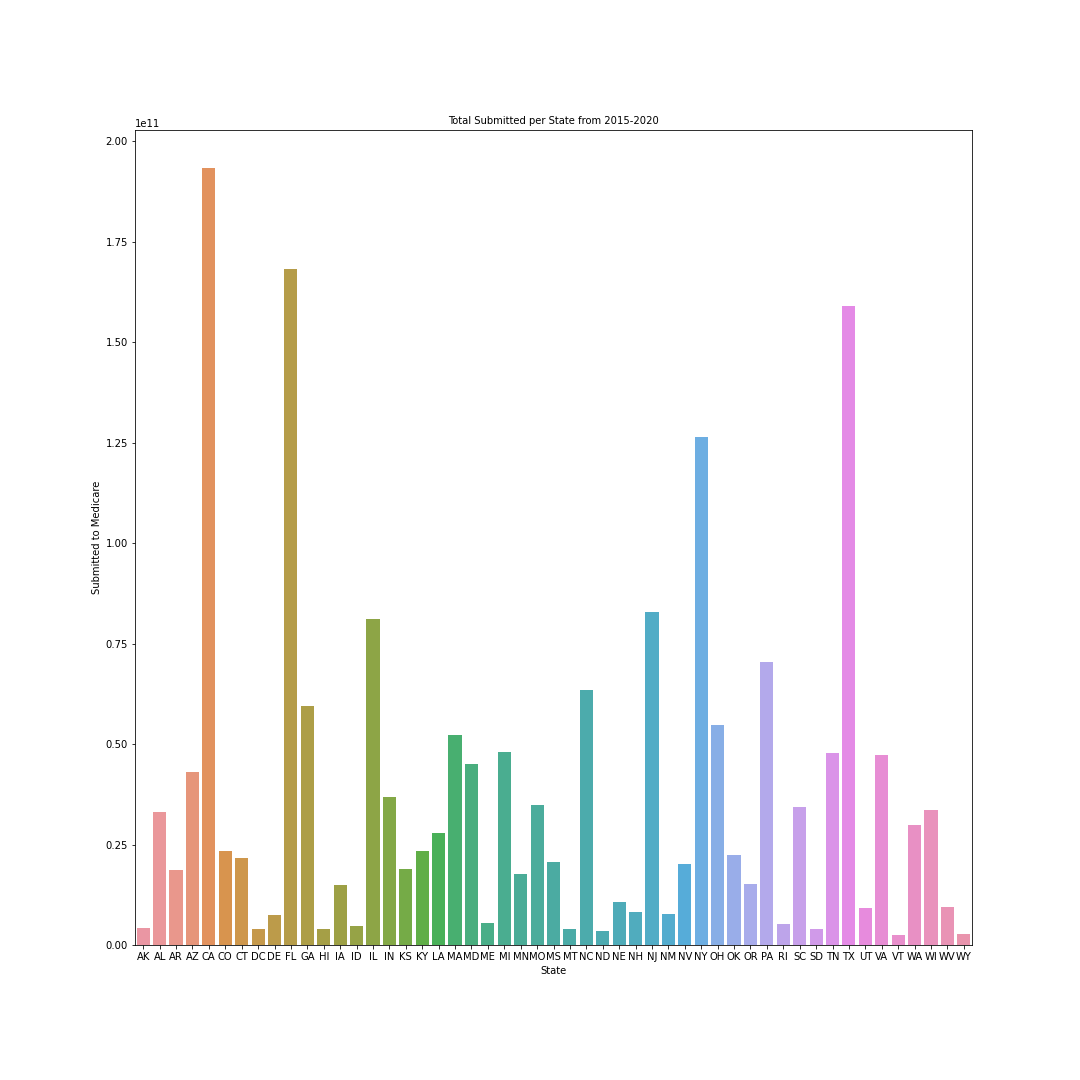 Total Submitted per State from 2015-2020
1e11
2.00
1.75
1.50
1.25
1.00
0.75
0.50
0.25
0.00
Submitted to Medicare
AK AL AR AZ CA CO CT DC DE FL GA HI IA ID IL IN KS KY LA MA MD ME MI MN MO MS MT NC ND NE NH NJ NM NV NY OH OK OR PA RI SC SD TN TX UT VA VT WA WI WV WY
State